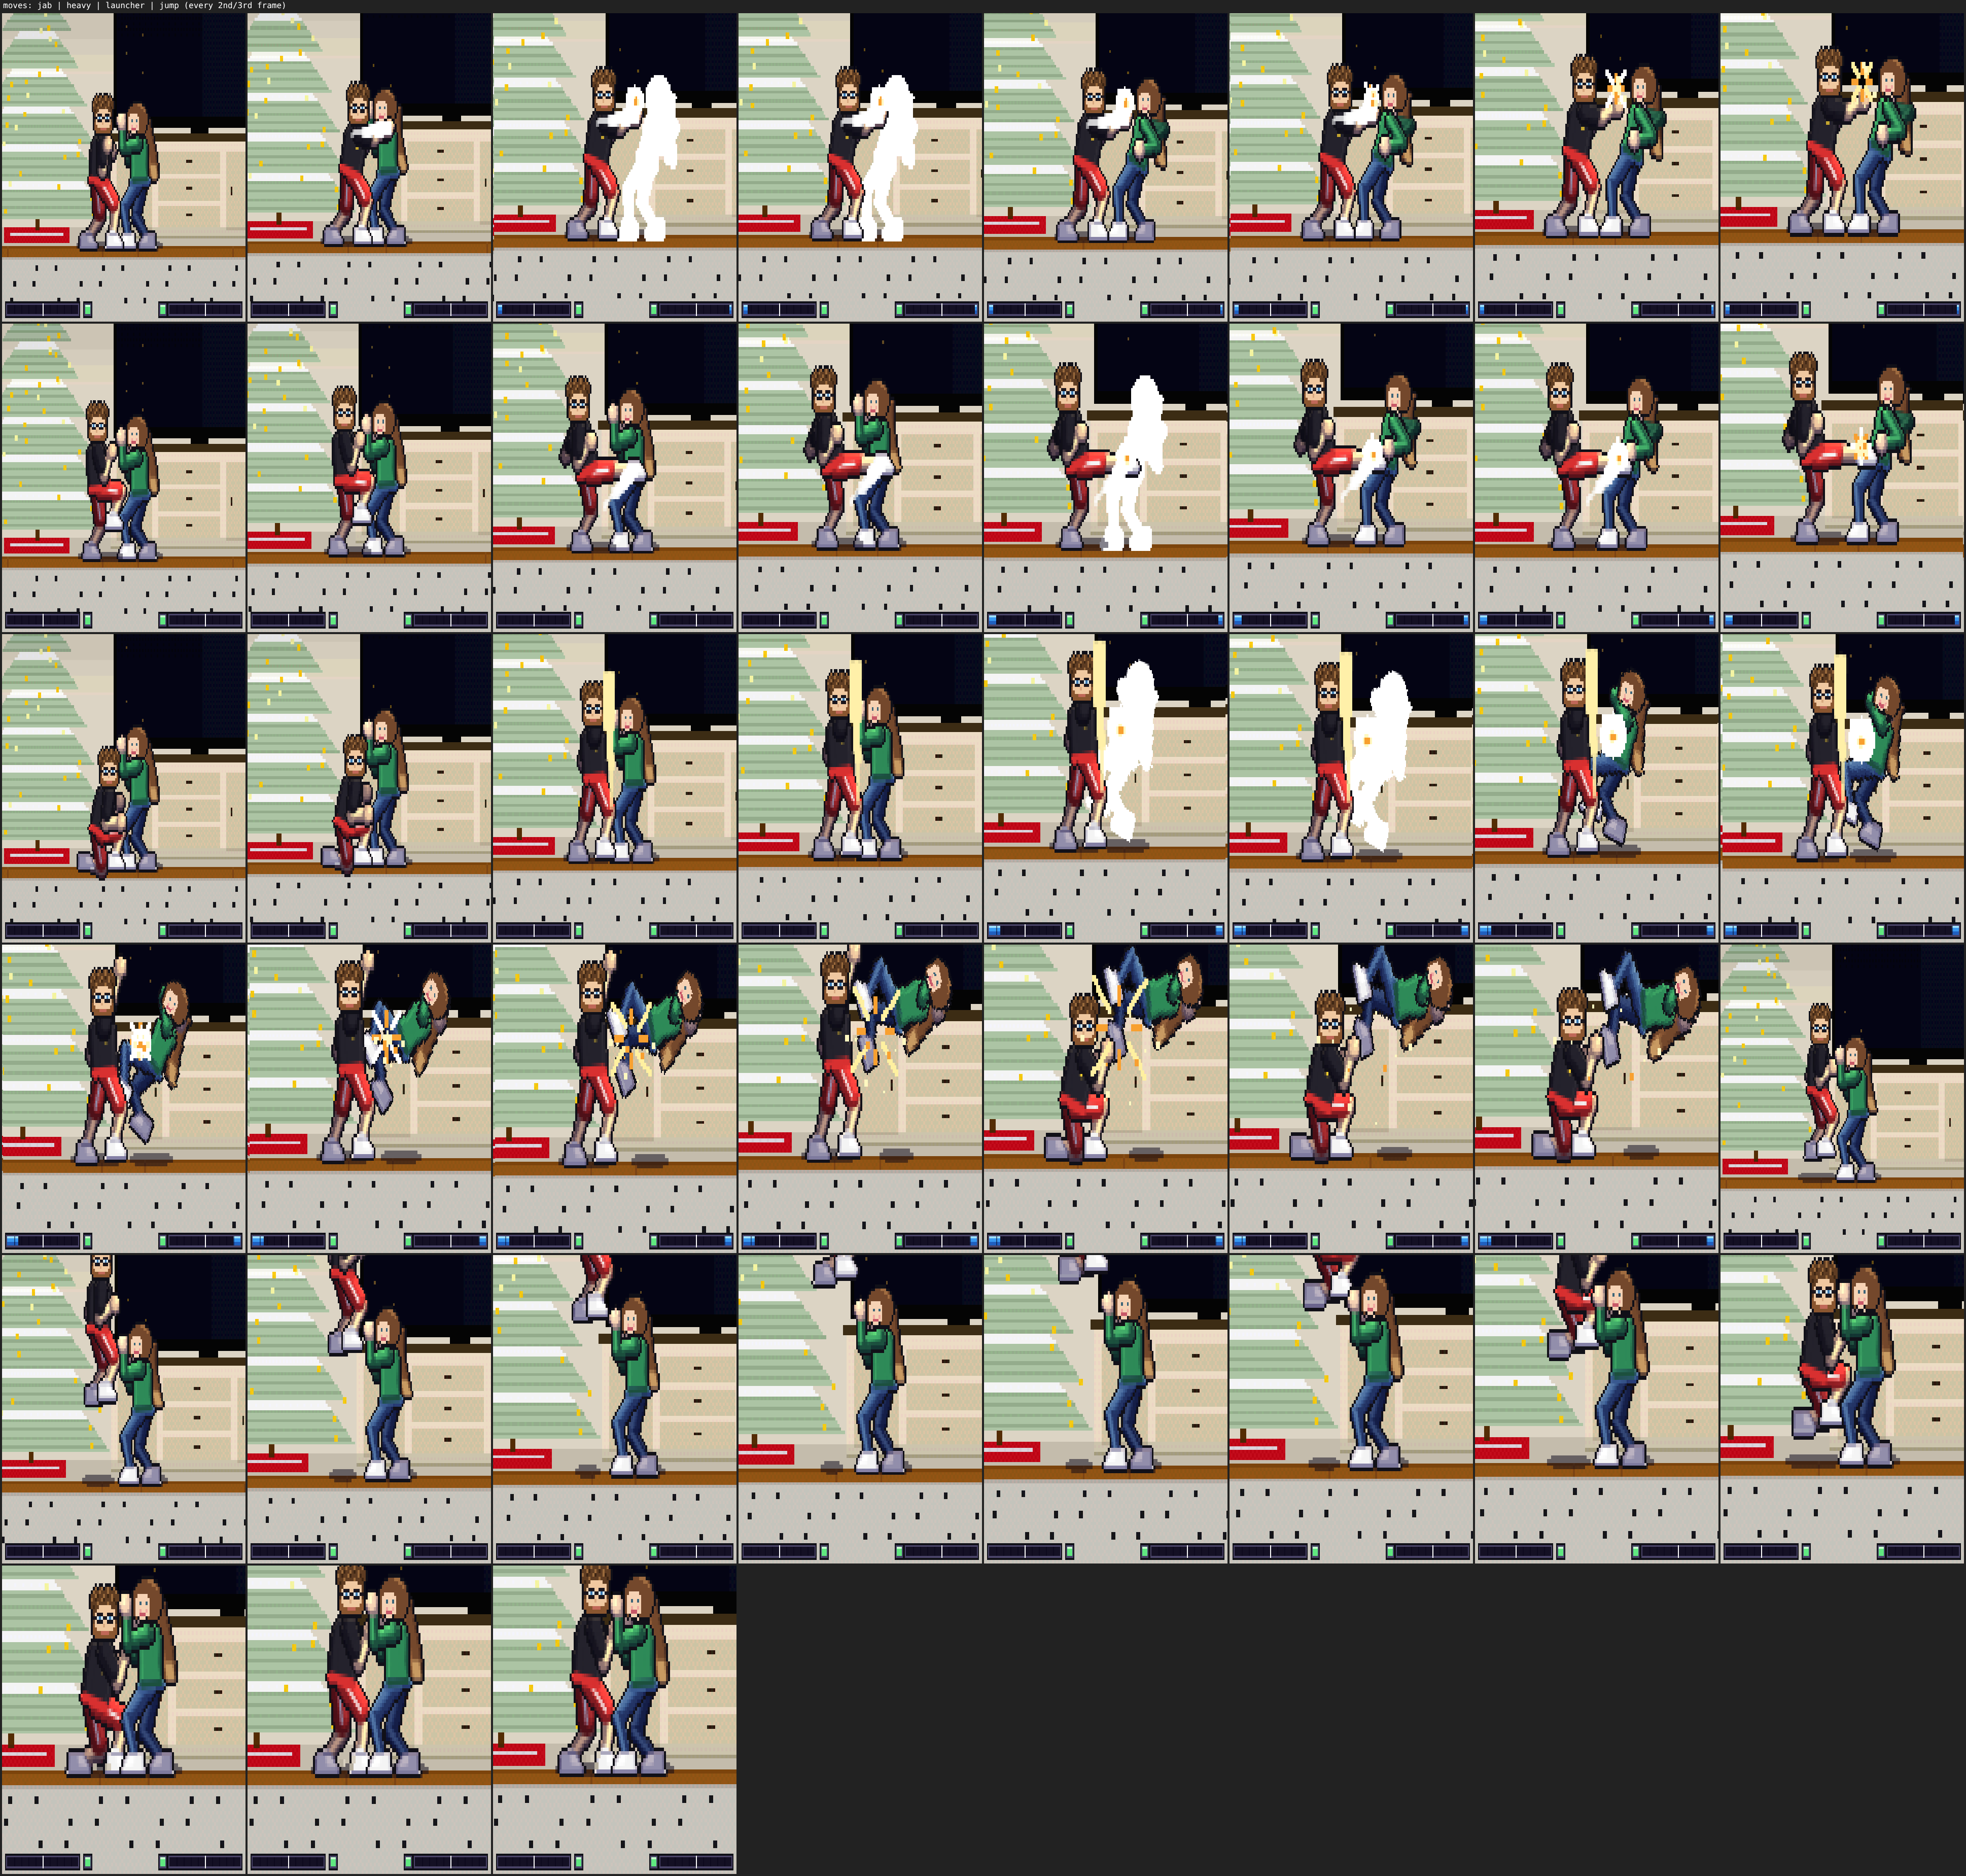 moves: jab | heavy | launcher | jump (every 2nd/3rd frame)